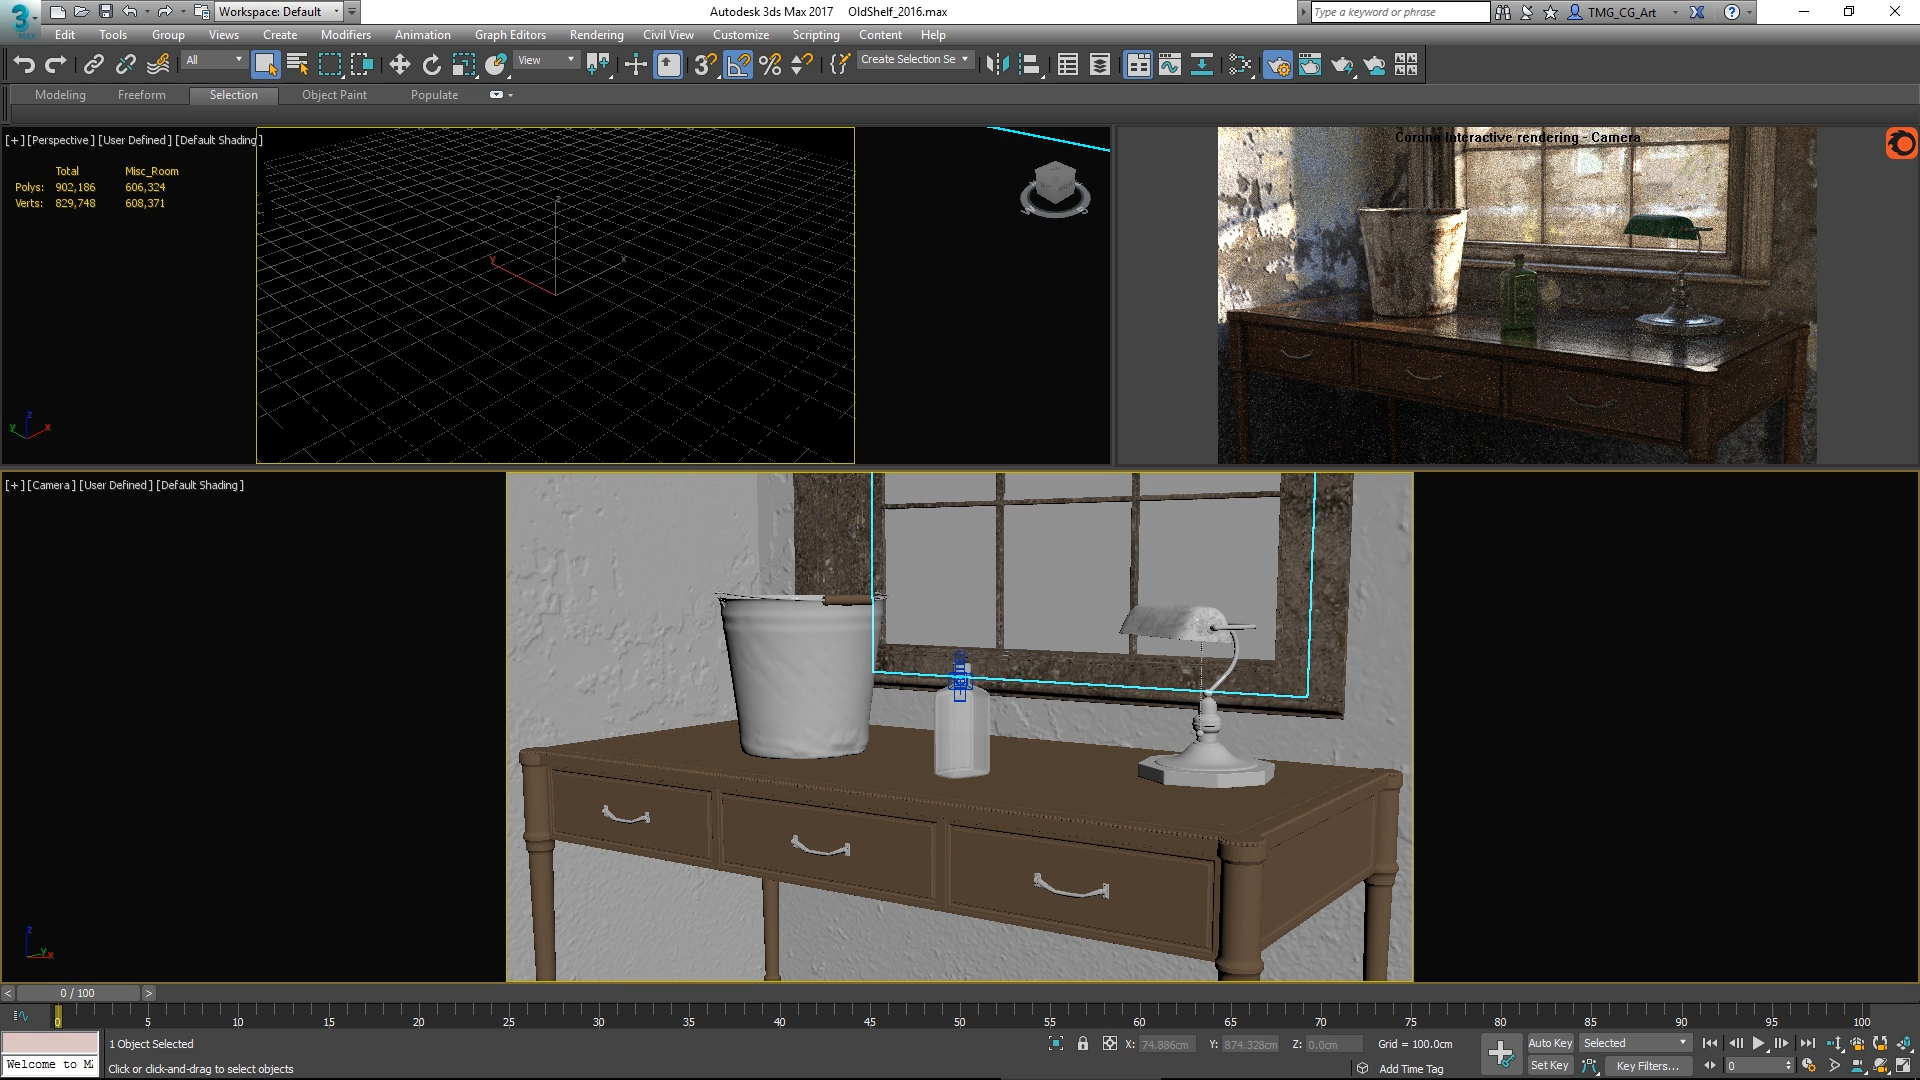 3 MAX
Workspace: Default
Autodesk 3ds Max 2017 OldShelf_2016.max
Type a keyword or phrase
TMG_CG_Art
Edit Tools Group Views Create Modifiers Animation Graph Editors Rendering Civil View Customize Scripting Content Help
All
View
Create Selection Se
Modeling Freeform Selection Object Paint Populate
[+] [Perspective] [User Defined] [Default Shading]
Total Misc_Room
Polys: 902,186 606,324
Verts: 829,748 608,371
z
y
x
z
y
x
Corona Interactive rendering - Camera
[+] [Camera] [User Defined] [Default Shading]
z
y
x
< 0 / 100 >
0 5 10 15 20 25 30 35 40 45 50 55 60 65 70 75 80 85 90 95 100
1 Object Selected
X: 74.886cm Y: 874.328cm Z: 0.0cm Grid = 100.0cm
Auto Key Selected
Welcome to M
Click or click-and-drag to select objects
Add Time Tag
Set Key Key Filters... 0